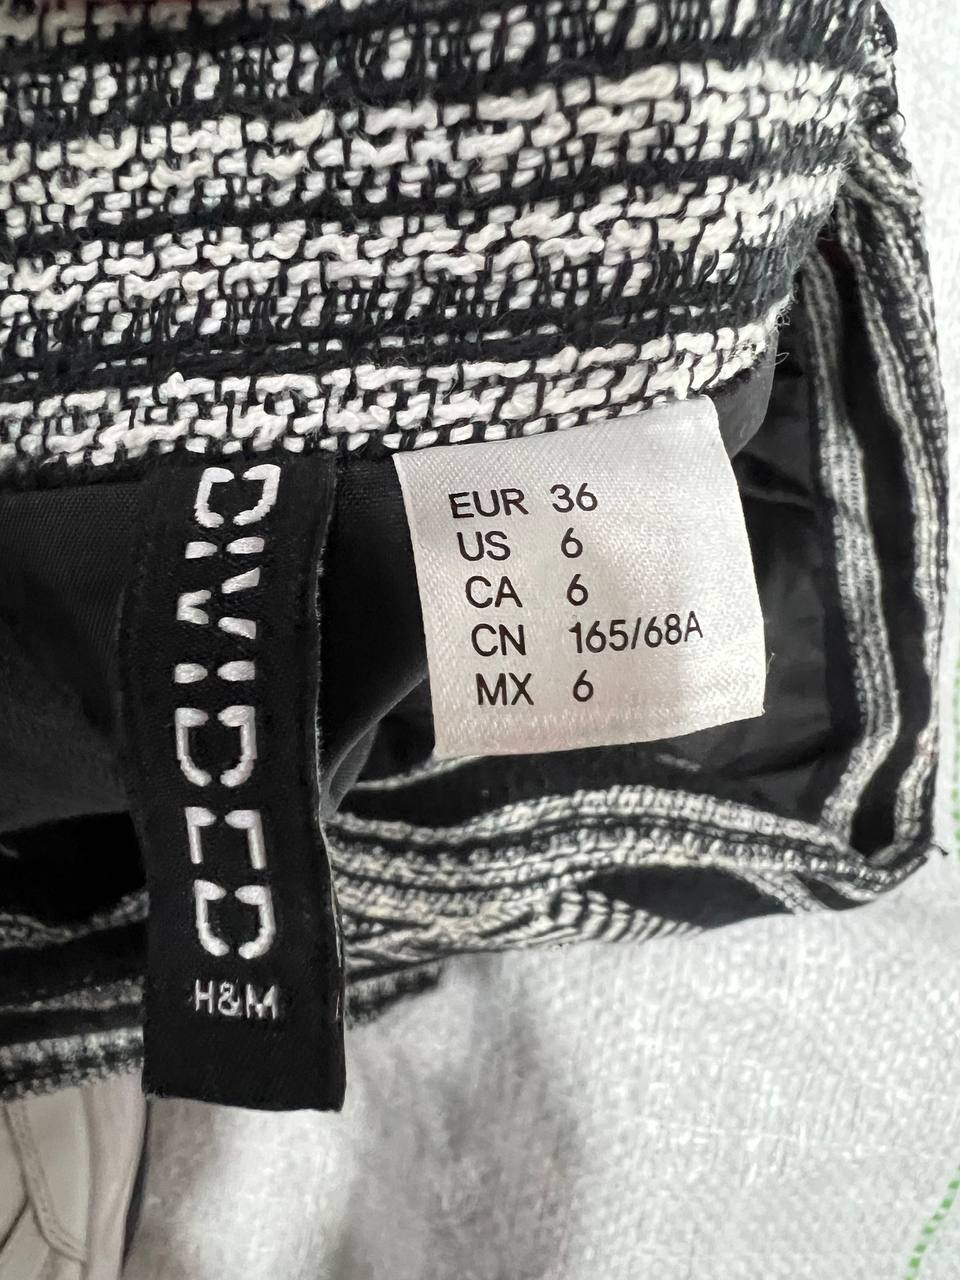 DIVIDED
H&M
EUR 36
US 6
CA 6
CN 165/68A
MX 6